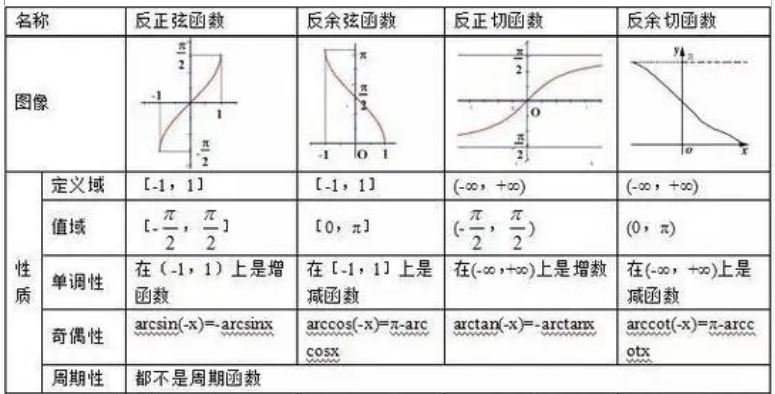 名称 反正弦函数 反余弦函数 反正切函数 反余切函数
图像
π/2 -1 1 -π/2
π π/2 -1 O 1
π/2 O -π/2
y π o x
性质
定义域 [-1，1] [-1，1] (-∞，+∞) (-∞，+∞)
值域 [-π/2，π/2] [0，π] (-π/2，π/2) (0，π)
单调性 在（-1，1）上是增函数 在[-1，1]上是减函数 在(-∞,+∞)上是增数 在(-∞，+∞)上是减函数
奇偶性 arcsin(-x)=-arcsinx arccos(-x)=π-arccosx arctan(-x)=-arctanx arccot(-x)=π-arccotx
周期性 都不是周期函数